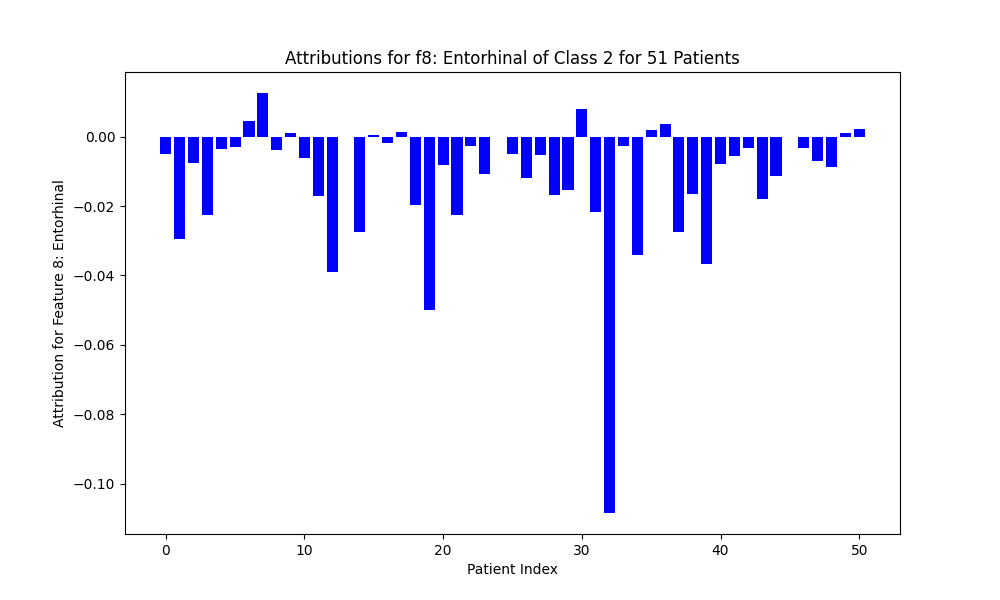 Attributions for f8: Entorhinal of Class 2 for 51 Patients
Attribution for Feature 8: Entorhinal
0.00
−0.02
−0.04
−0.06
−0.08
−0.10
0 10 20 30 40 50
Patient Index